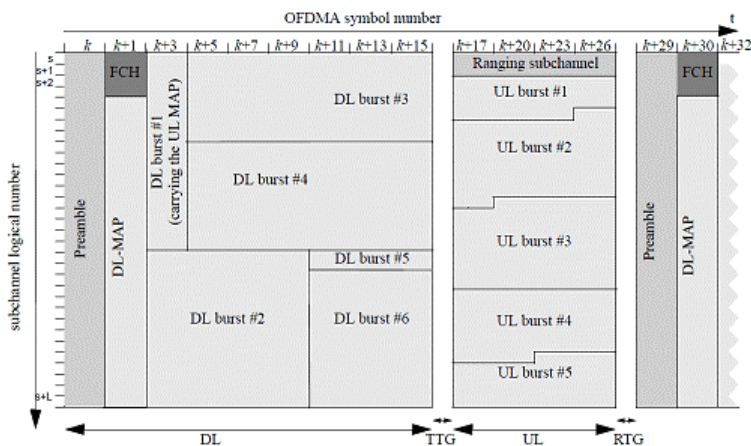 OFDMA symbol number
t
k
k+1
k+3
k+5
k+7
k+9
k+11
k+13
k+15
k+17
k+20
k+23
k+26
k+29
k+30
k+32
s
s+1
s+2
s+L
subchannel logical number
Preamble
FCH
DL-MAP
DL burst #1
(carrying the UL MAP)
DL burst #3
DL burst #4
DL burst #2
DL burst #5
DL burst #6
Ranging subchannel
UL burst #1
UL burst #2
UL burst #3
UL burst #4
UL burst #5
Preamble
FCH
DL-MAP
DL
TTG
UL
RTG